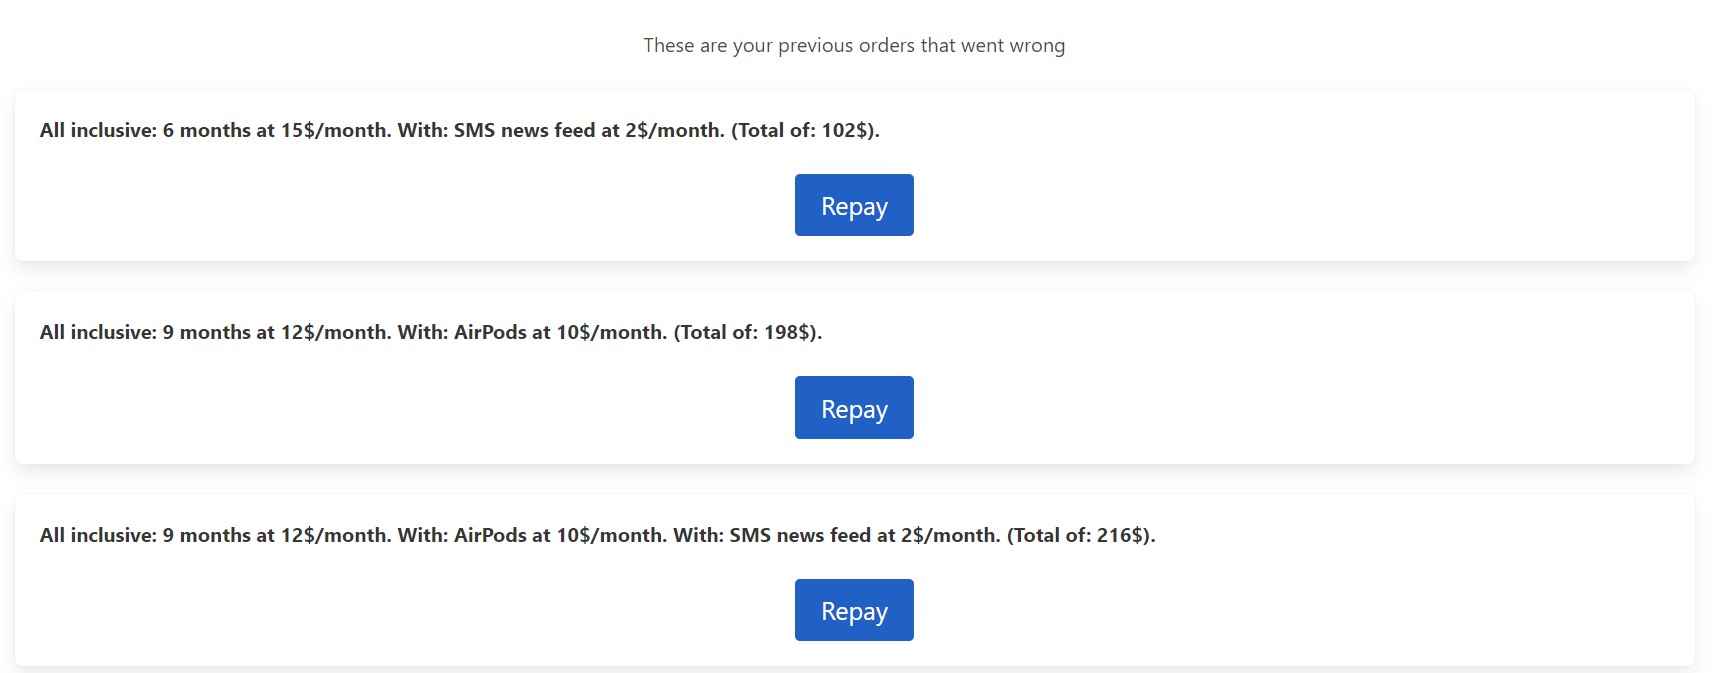 These are your previous orders that went wrong
All inclusive: 6 months at 15$/month. With: SMS news feed at 2$/month. (Total of: 102$).
Repay
All inclusive: 9 months at 12$/month. With: AirPods at 10$/month. (Total of: 198$).
Repay
All inclusive: 9 months at 12$/month. With: AirPods at 10$/month. With: SMS news feed at 2$/month. (Total of: 216$).
Repay